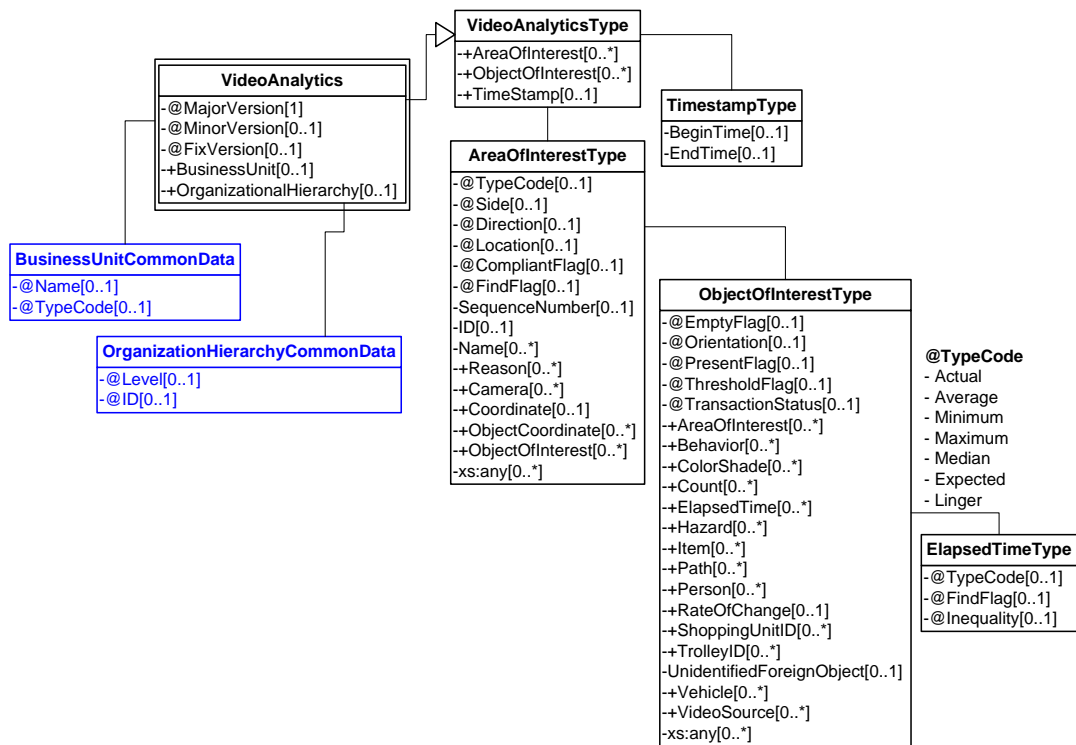 VideoAnalyticsType
-+AreaOfInterest[0..*]
-+ObjectOfInterest[0..*]
-+TimeStamp[0..1]
VideoAnalytics
-@MajorVersion[1]
-@MinorVersion[0..1]
-@FixVersion[0..1]
-+BusinessUnit[0..1]
-+OrganizationalHierarchy[0..1]
TimestampType
-BeginTime[0..1]
-EndTime[0..1]
AreaOfInterestType
-@TypeCode[0..1]
-@Side[0..1]
-@Direction[0..1]
-@Location[0..1]
-@CompliantFlag[0..1]
-@FindFlag[0..1]
-SequenceNumber[0..1]
-ID[0..1]
-Name[0..*]
-+Reason[0..*]
-+Camera[0..*]
-+Coordinate[0..1]
-+ObjectCoordinate[0..*]
-+ObjectOfInterest[0..*]
-xs:any[0..*]
BusinessUnitCommonData
-@Name[0..1]
-@TypeCode[0..1]
OrganizationHierarchyCommonData
-@Level[0..1]
-@ID[0..1]
ObjectOfInterestType
-@EmptyFlag[0..1]
-@Orientation[0..1]
-@PresentFlag[0..1]
-@ThresholdFlag[0..1]
-@TransactionStatus[0..1]
-+AreaOfInterest[0..*]
-+Behavior[0..*]
-+ColorShade[0..*]
-+Count[0..*]
-+ElapsedTime[0..*]
-+Hazard[0..*]
-+Item[0..*]
-+Path[0..*]
-+Person[0..*]
-+RateOfChange[0..1]
-+ShoppingUnitID[0..*]
-+TrolleyID[0..*]
-UnidentifiedForeignObject[0..1]
-+Vehicle[0..*]
-+VideoSource[0..*]
-xs:any[0..*]
@TypeCode
- Actual
- Average
- Minimum
- Maximum
- Median
- Expected
- Linger
ElapsedTimeType
-@TypeCode[0..1]
-@FindFlag[0..1]
-@Inequality[0..1]